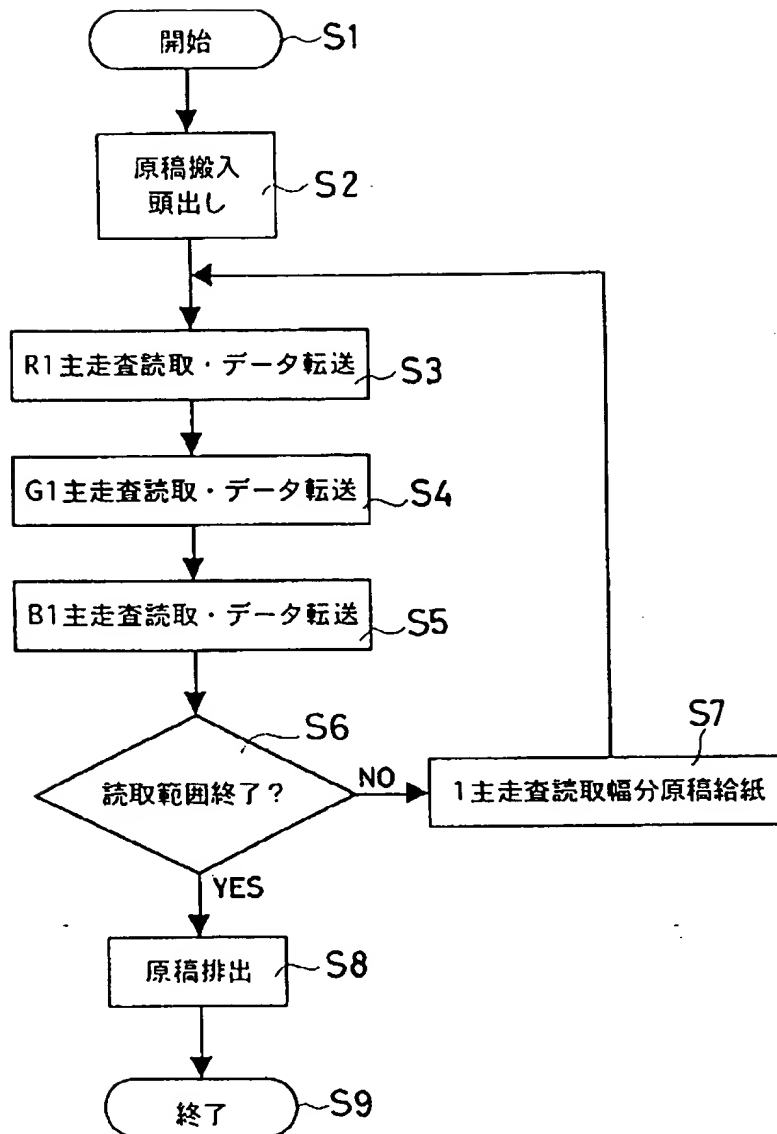 開始
S1
原稿搬入
頭出し
S2
R1主走査読取・データ転送
S3
G1主走査読取・データ転送
S4
B1主走査読取・データ転送
S5
読取範囲終了?
S6
NO
1主走査読取幅分原稿給紙
S7
YES
原稿排出
S8
終了
S9